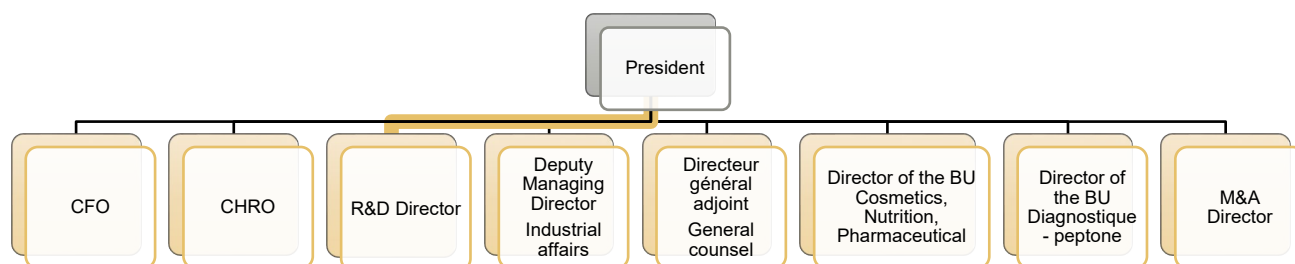 President
CFO
CHRO
R&D Director
Deputy
Managing
Director
Industrial
affairs
Directeur
général
adjoint
General
counsel
Director of the BU
Cosmetics,
Nutrition,
Pharmaceutical
Director of
the BU
Diagnostique
- peptone
M&A
Director